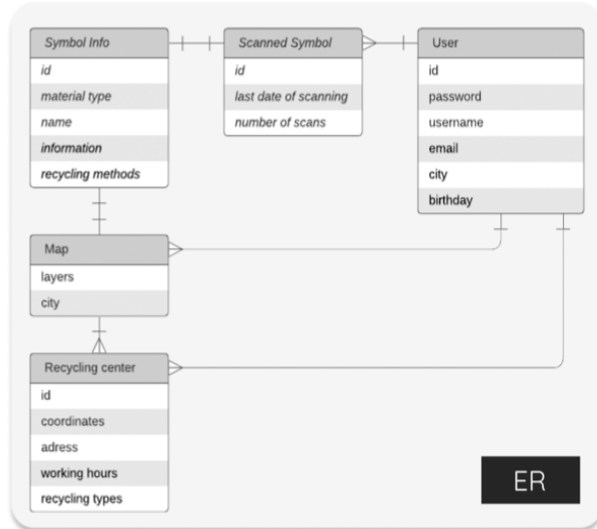 Symbol Info
id
material type
name
information
recycling methods
Scanned Symbol
id
last date of scanning
number of scans
User
id
password
username
email
city
birthday
Map
layers
city
Recycling center
id
coordinates
adress
working hours
recycling types
ER